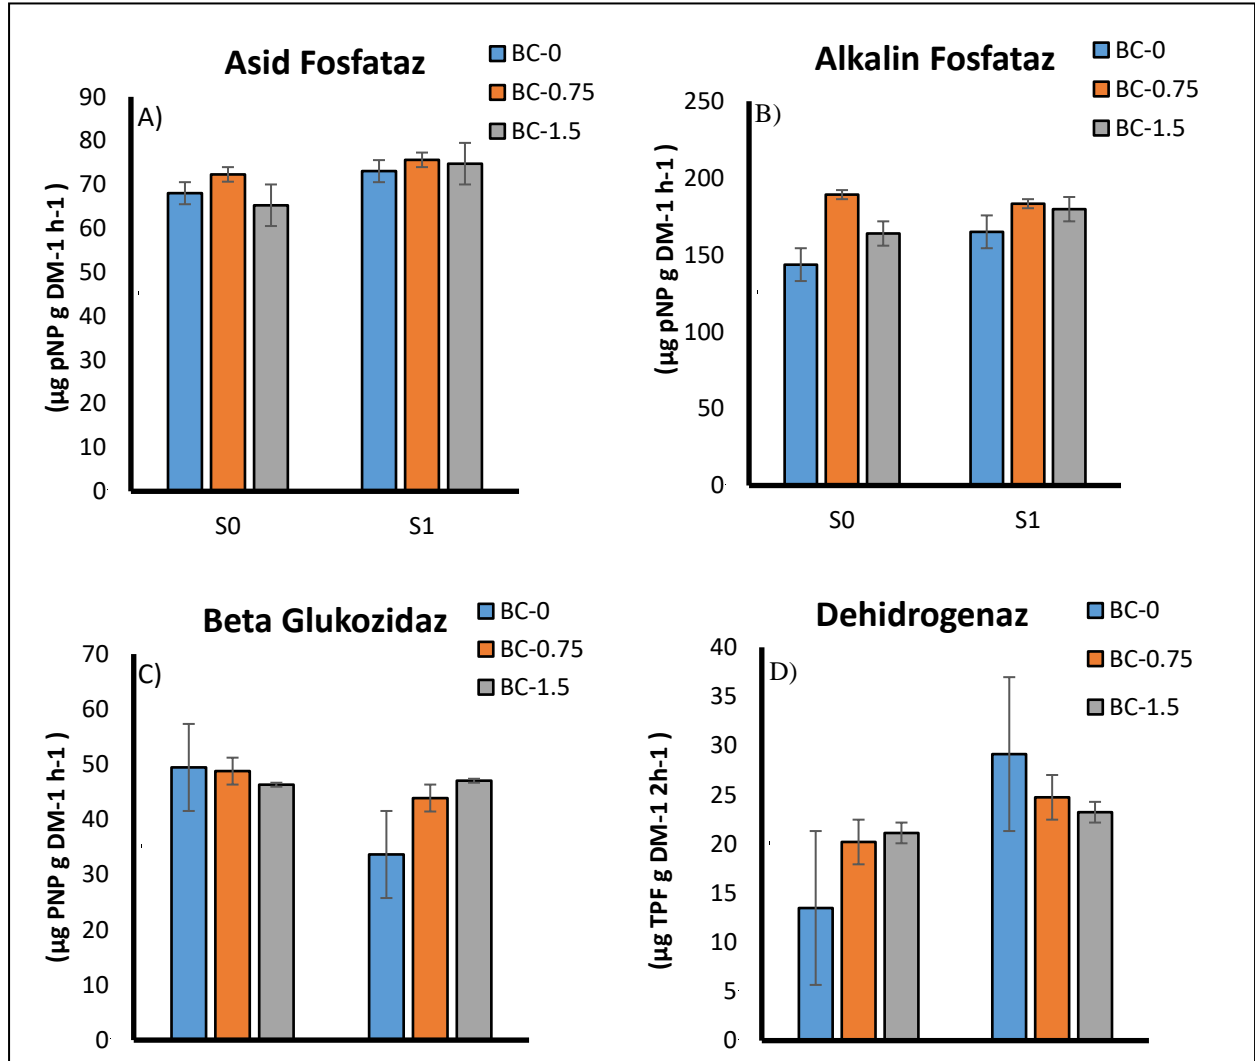 Asid Fosfataz
BC-0
BC-0.75
BC-1.5
A)
(µg pNP g DM-1 h-1 )
90
80
70
60
50
40
30
20
10
0
S0 S1
Alkalin Fosfataz
BC-0
BC-0.75
BC-1.5
B)
(µg pNP g DM-1 h-1 )
250
200
150
100
50
0
S0 S1
Beta Glukozidaz
BC-0
BC-0.75
BC-1.5
C)
(µg PNP g DM-1 h-1 )
70
60
50
40
30
20
10
0
Dehidrogenaz
BC-0
BC-0.75
BC-1.5
D)
(µg TPF g DM-1 2h-1 )
40
35
30
25
20
15
10
5
0